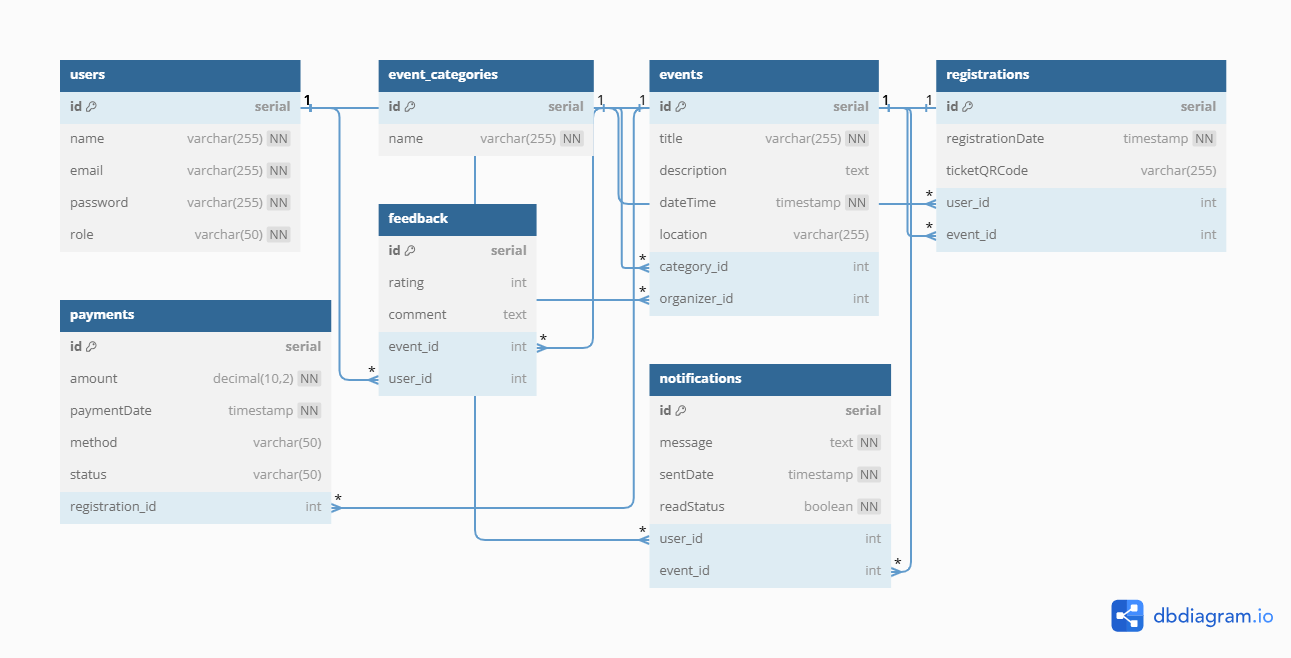 users
id serial
name varchar(255) NN
email varchar(255) NN
password varchar(255) NN
role varchar(50) NN
event_categories
id serial
name varchar(255) NN
events
id serial
title varchar(255) NN
description text
dateTime timestamp NN
location varchar(255)
category_id int
organizer_id int
registrations
id serial
registrationDate timestamp NN
ticketQRCode varchar(255)
user_id int
event_id int
feedback
id serial
rating int
comment text
event_id int
user_id int
payments
id serial
amount decimal(10,2) NN
paymentDate timestamp NN
method varchar(50)
status varchar(50)
registration_id int
notifications
id serial
message text NN
sentDate timestamp NN
readStatus boolean NN
user_id int
event_id int
1
1
1
1
1
*
*
*
*
*
*
*
*
*
dbdiagram.io